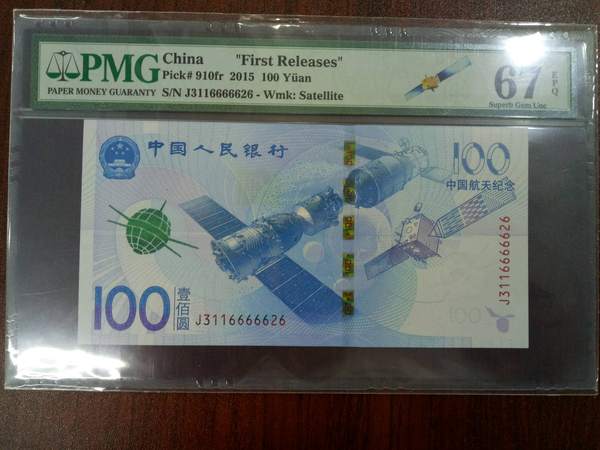 PMG
PAPER MONEY GUARANTY
China "First Releases"
Pick# 910fr 2015 100 Yüan
S/N J3116666626 - Wmk: Satellite
67 EPQ
Superb Gem Unc
中国人民银行
100
中国航天纪念
J3116666626
100 壹佰圆
J3116666626
100